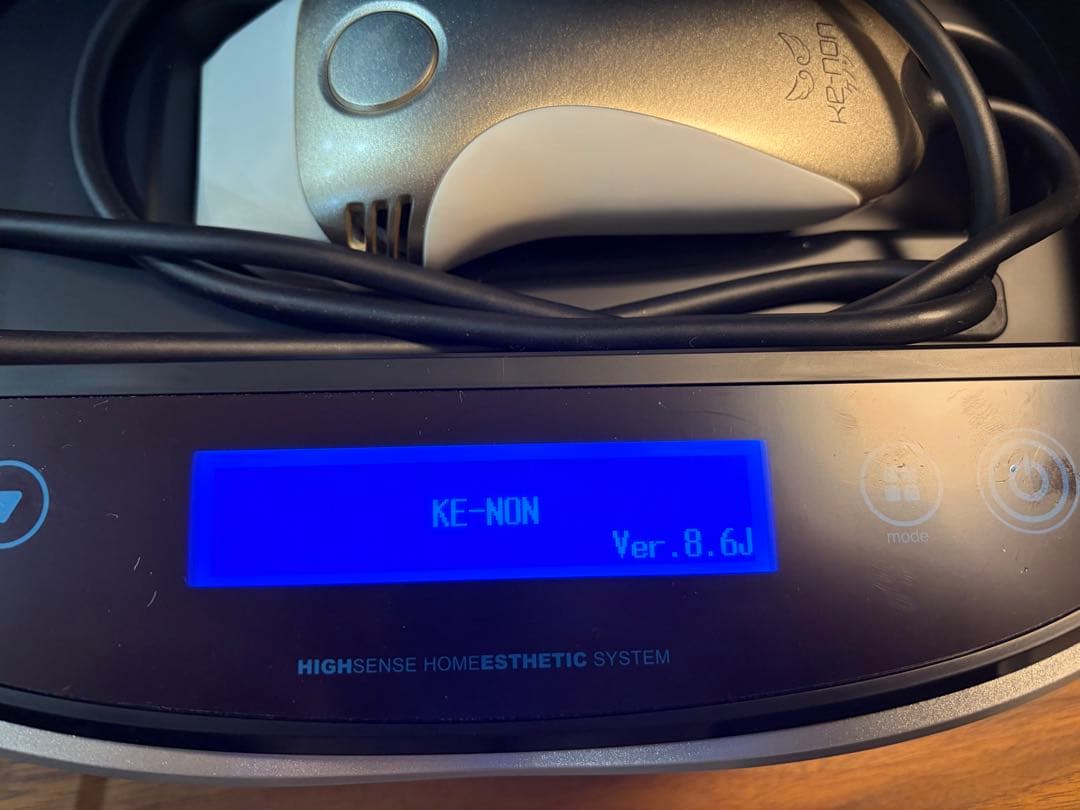 ke-non
KE-NON
Ver.8.6J
mode
HIGHSENSE HOMEESTHETIC SYSTEM